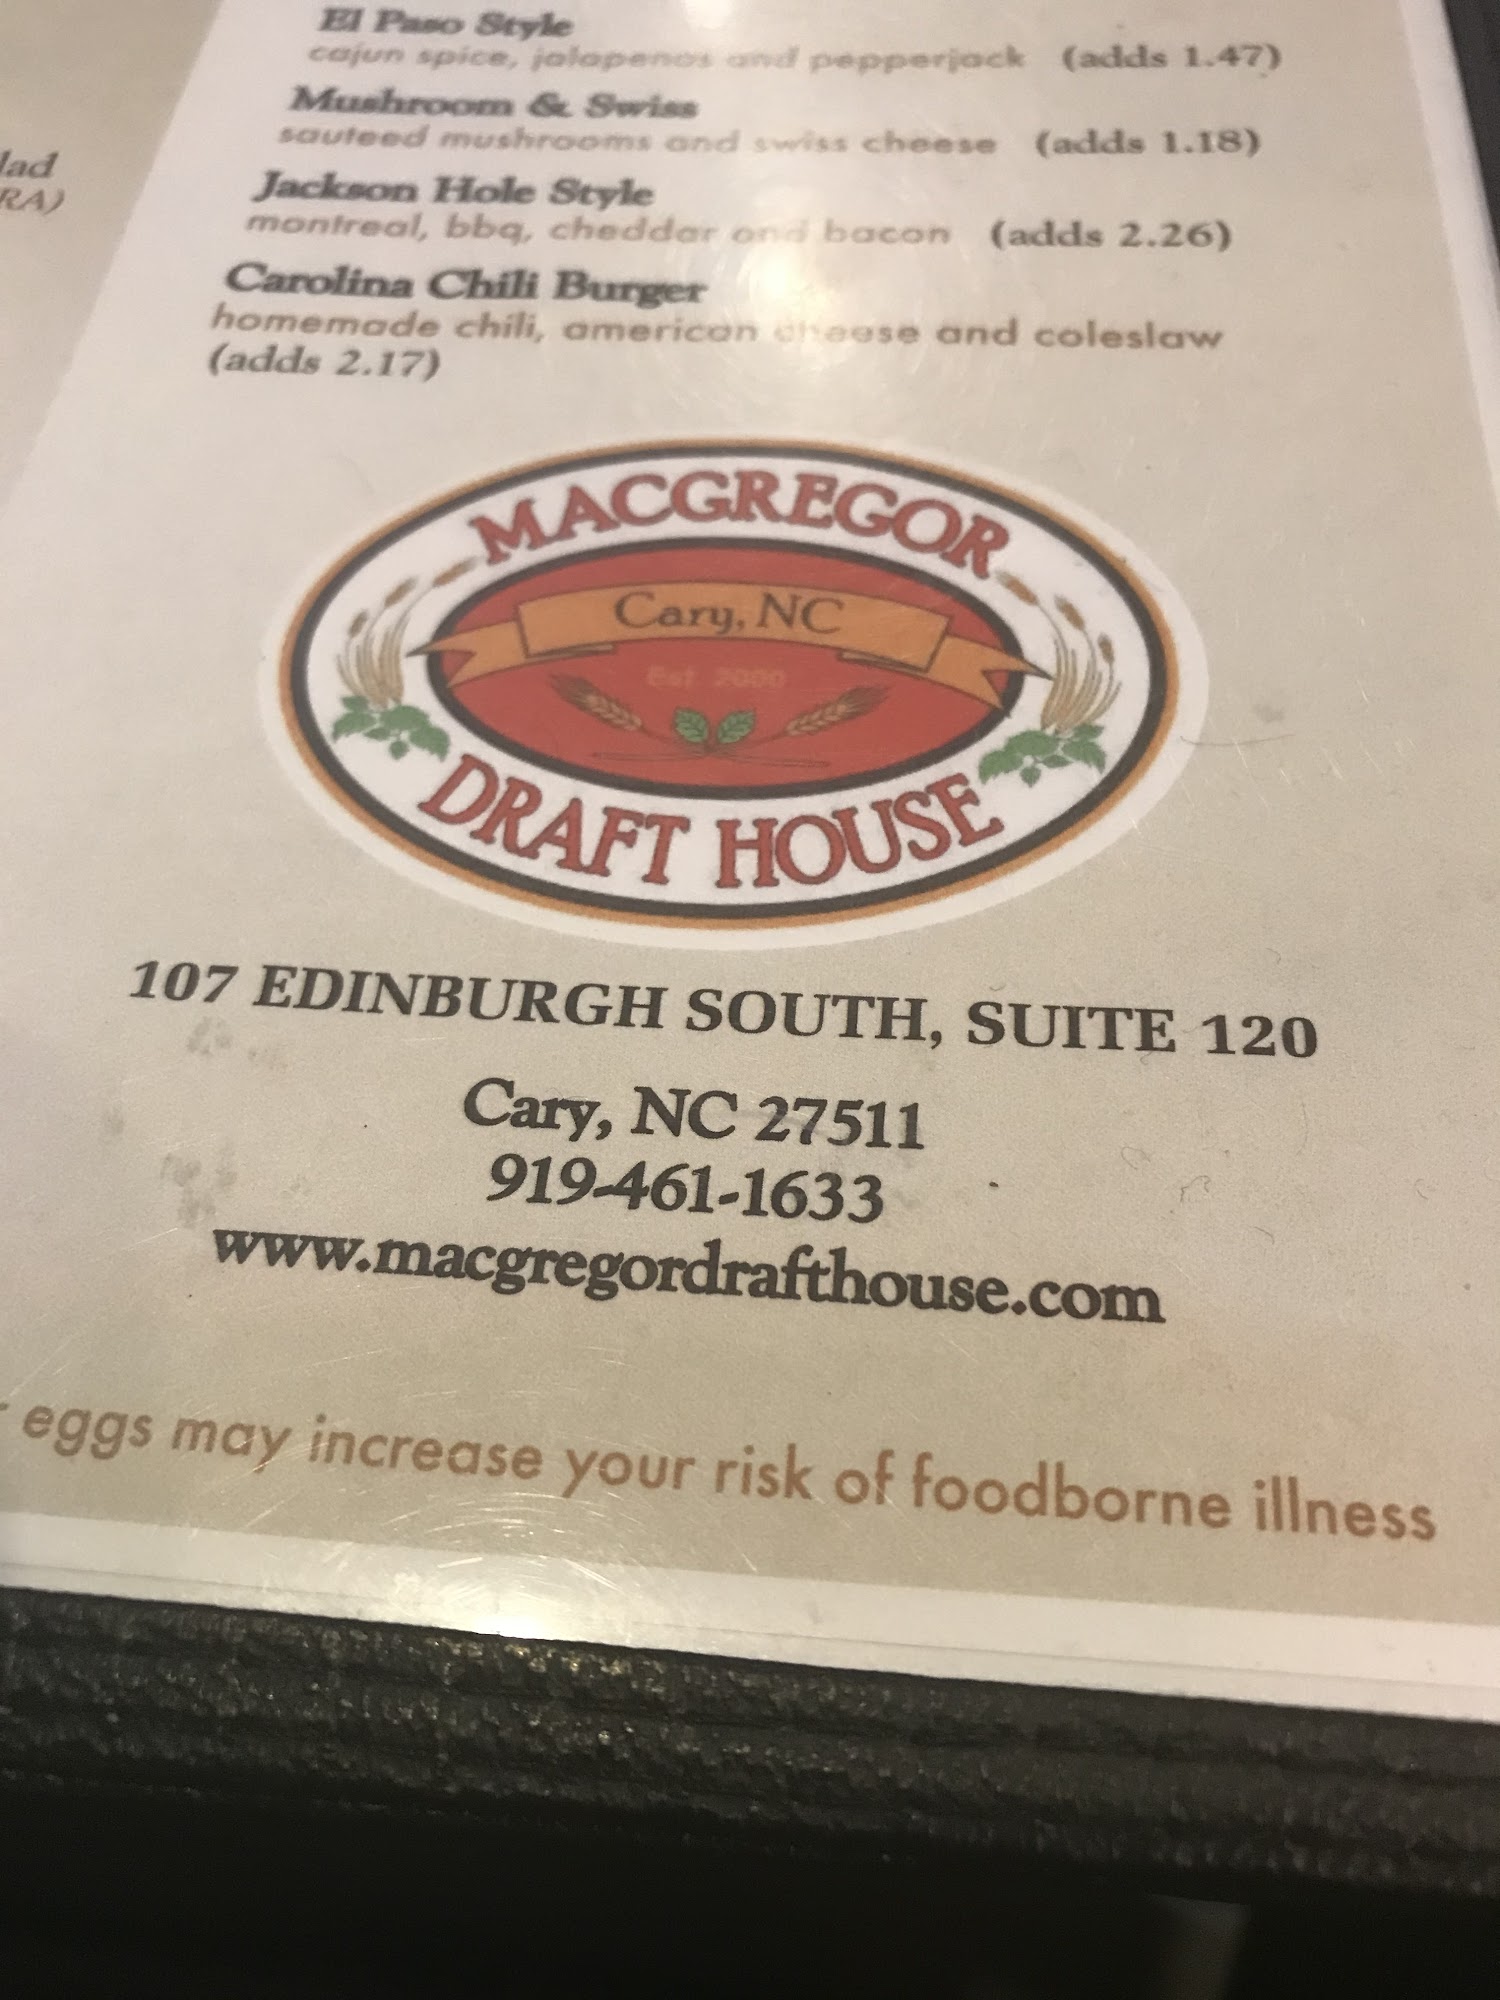 El Paso Style
cajun spice, jalapenos and pepperjack (adds 1.47)
Mushroom & Swiss
sauteed mushrooms and swiss cheese (adds 1.18)
lad
RA)
Jackson Hole Style
montreal, bbq, cheddar and bacon (adds 2.26)
Carolina Chili Burger
homemade chili, american cheese and coleslaw
(adds 2.17)
MACGREGOR
Cary, NC
Est 2000
DRAFT HOUSE
107 EDINBURGH SOUTH, SUITE 120
Cary, NC 27511
919-461-1633
www.macgregordrafthouse.com
eggs may increase your risk of foodborne illness